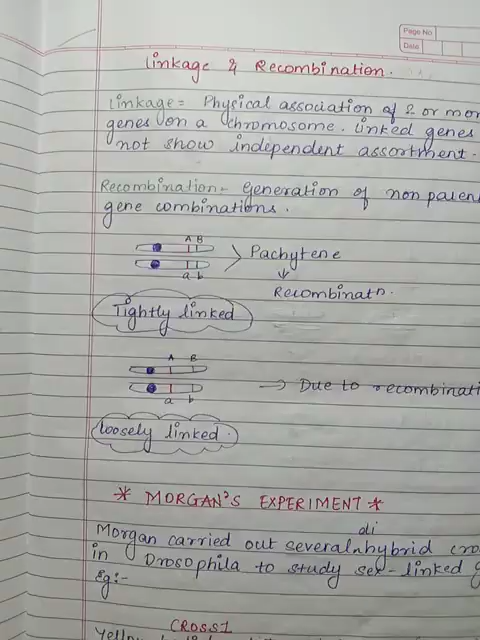 Page No
Date
Linkage & Recombination.
Linkage = Physical association of 2 or mor
genes on a chromosome. Linked genes
not show independent assortment.
Recombination - Generation of non paren
gene combinations.
A B
Pachytene
a b
Recombinatn.
Tightly linked
A B
Due to recombinati
a b
Loosely linked.
* MORGAN'S EXPERIMENT *
di
Morgan carried out several hybrid cro
in Drosophila to study sex-linked g
Eg:-
CROSS 1
Yellow